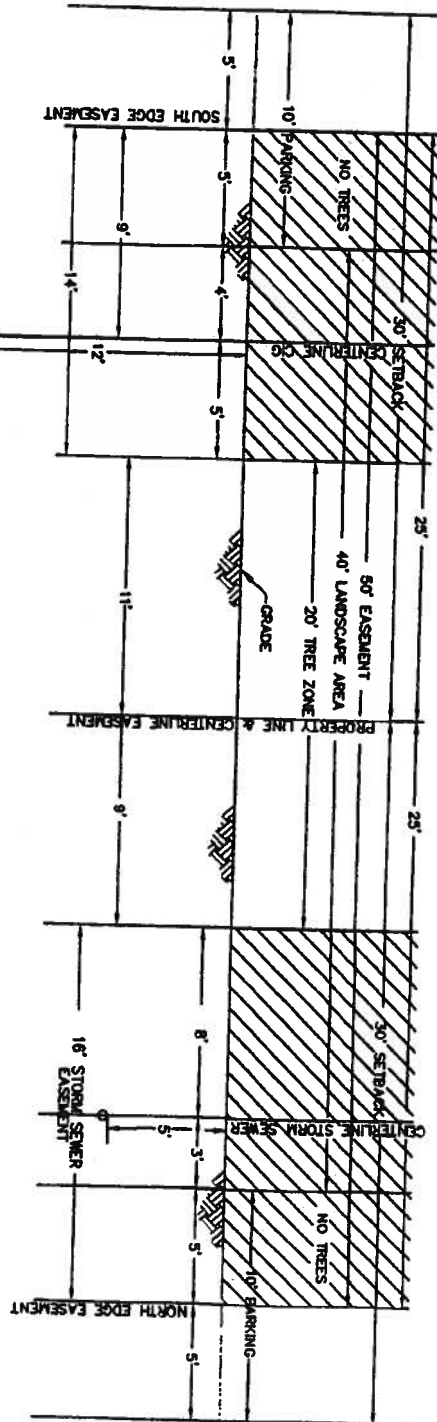 5'
10' PARKING
SOUTH EDGE EASEMENT
5'
NO TREES
9'
14'
4'
30' SETBACK
CENTERLINE CIG
12"
5'
25'
11'
GRADE
20' TREE ZONE
40' LANDSCAPE AREA
50' EASEMENT
PROPERTY LINE & CENTERLINE EASEMENT
25'
9'
8'
16' STORM SEWER
EASEMENT
30' SETBACK
CENTERLINE STORM SEWER
5'
3'
NO TREES
5'
10' PARKING
NORTH EDGE EASEMENT
5'